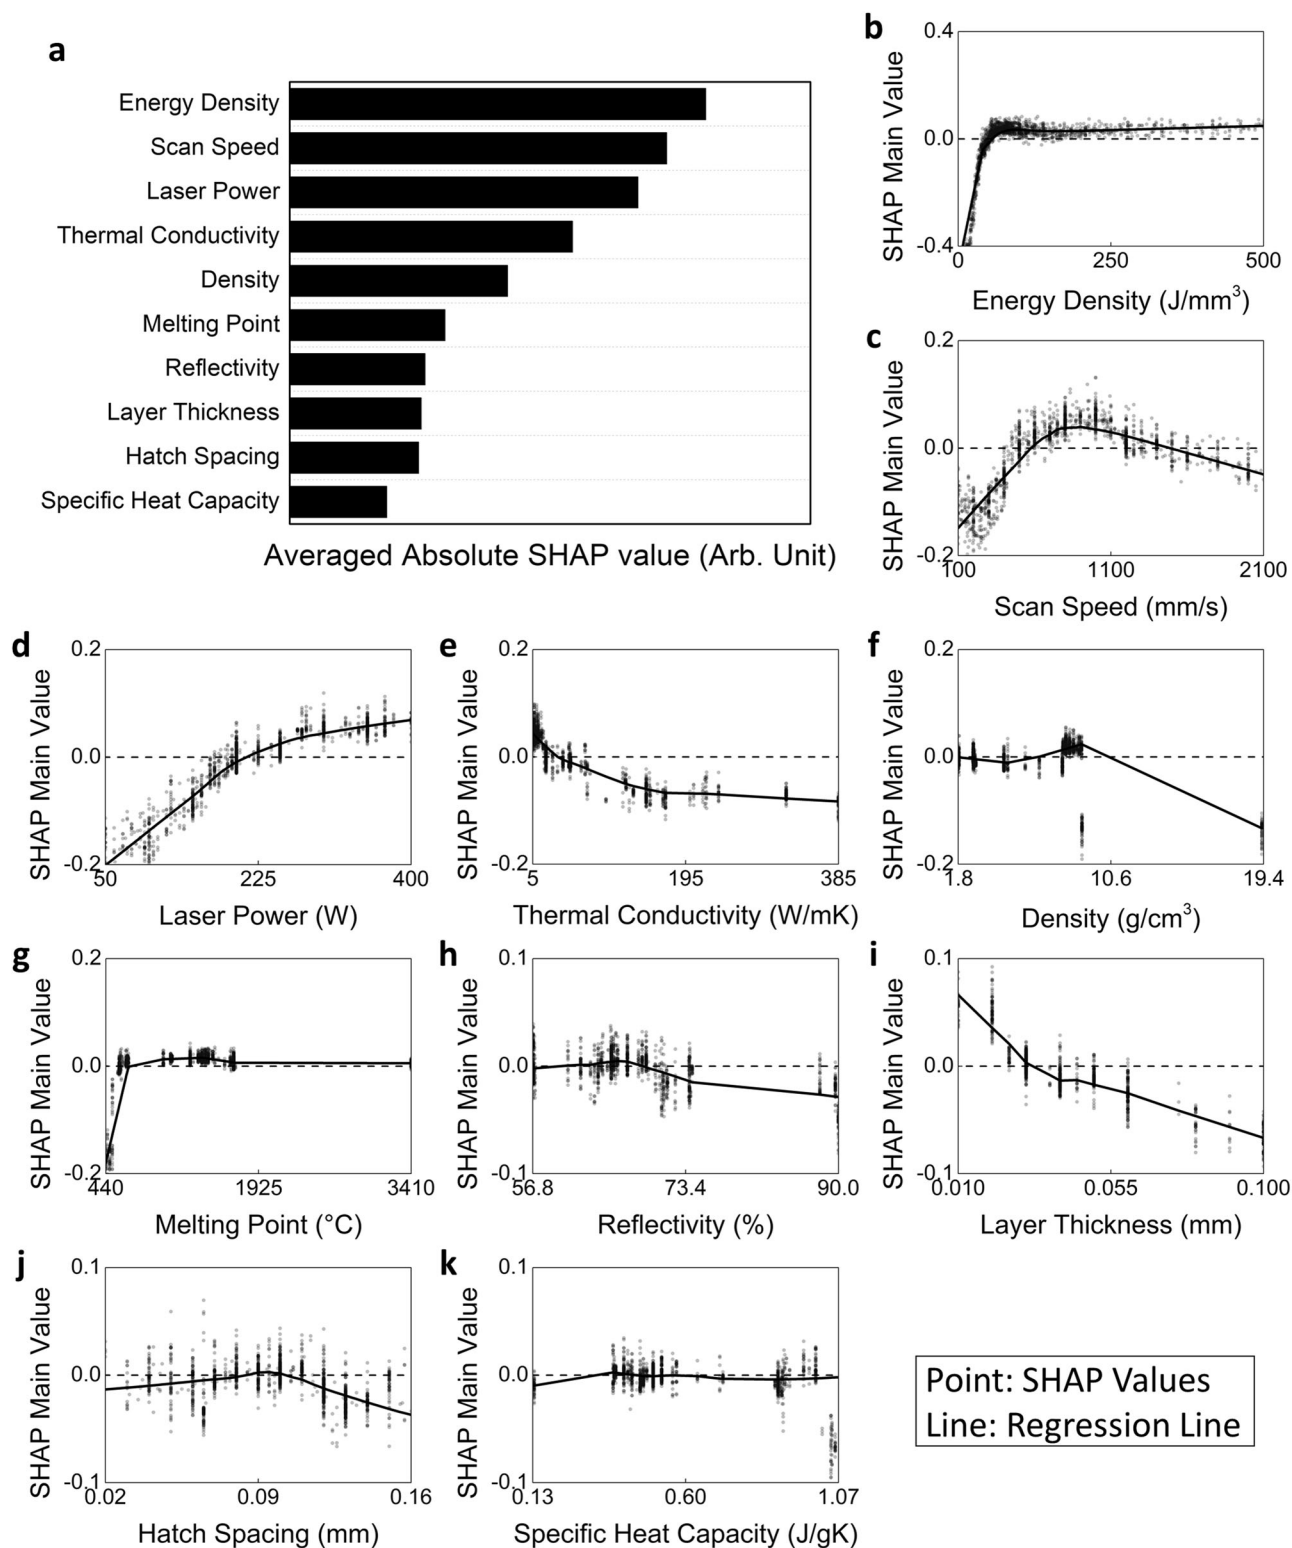 a
Energy Density
Scan Speed
Laser Power
Thermal Conductivity
Density
Melting Point
Reflectivity
Layer Thickness
Hatch Spacing
Specific Heat Capacity
Averaged Absolute SHAP value (Arb. Unit)
b
SHAP Main Value
0.4
0.0
-0.4
0
250
500
Energy Density (J/mm³)
c
SHAP Main Value
0.2
0.0
-0.2
100
1100
2100
Scan Speed (mm/s)
d
SHAP Main Value
0.2
0.0
-0.2
50
225
400
Laser Power (W)
e
SHAP Main Value
0.2
0.0
-0.2
5
195
385
Thermal Conductivity (W/mK)
f
SHAP Main Value
0.2
0.0
-0.2
1.8
10.6
19.4
Density (g/cm³)
g
SHAP Main Value
0.2
0.0
-0.2
440
1925
3410
Melting Point (°C)
h
SHAP Main Value
0.1
0.0
-0.1
56.8
73.4
90.0
Reflectivity (%)
i
SHAP Main Value
0.1
0.0
-0.1
0.010
0.055
0.100
Layer Thickness (mm)
j
SHAP Main Value
0.1
0.0
-0.1
0.02
0.09
0.16
Hatch Spacing (mm)
k
SHAP Main Value
0.1
0.0
-0.1
0.13
0.60
1.07
Specific Heat Capacity (J/gK)
Point: SHAP Values
Line: Regression Line